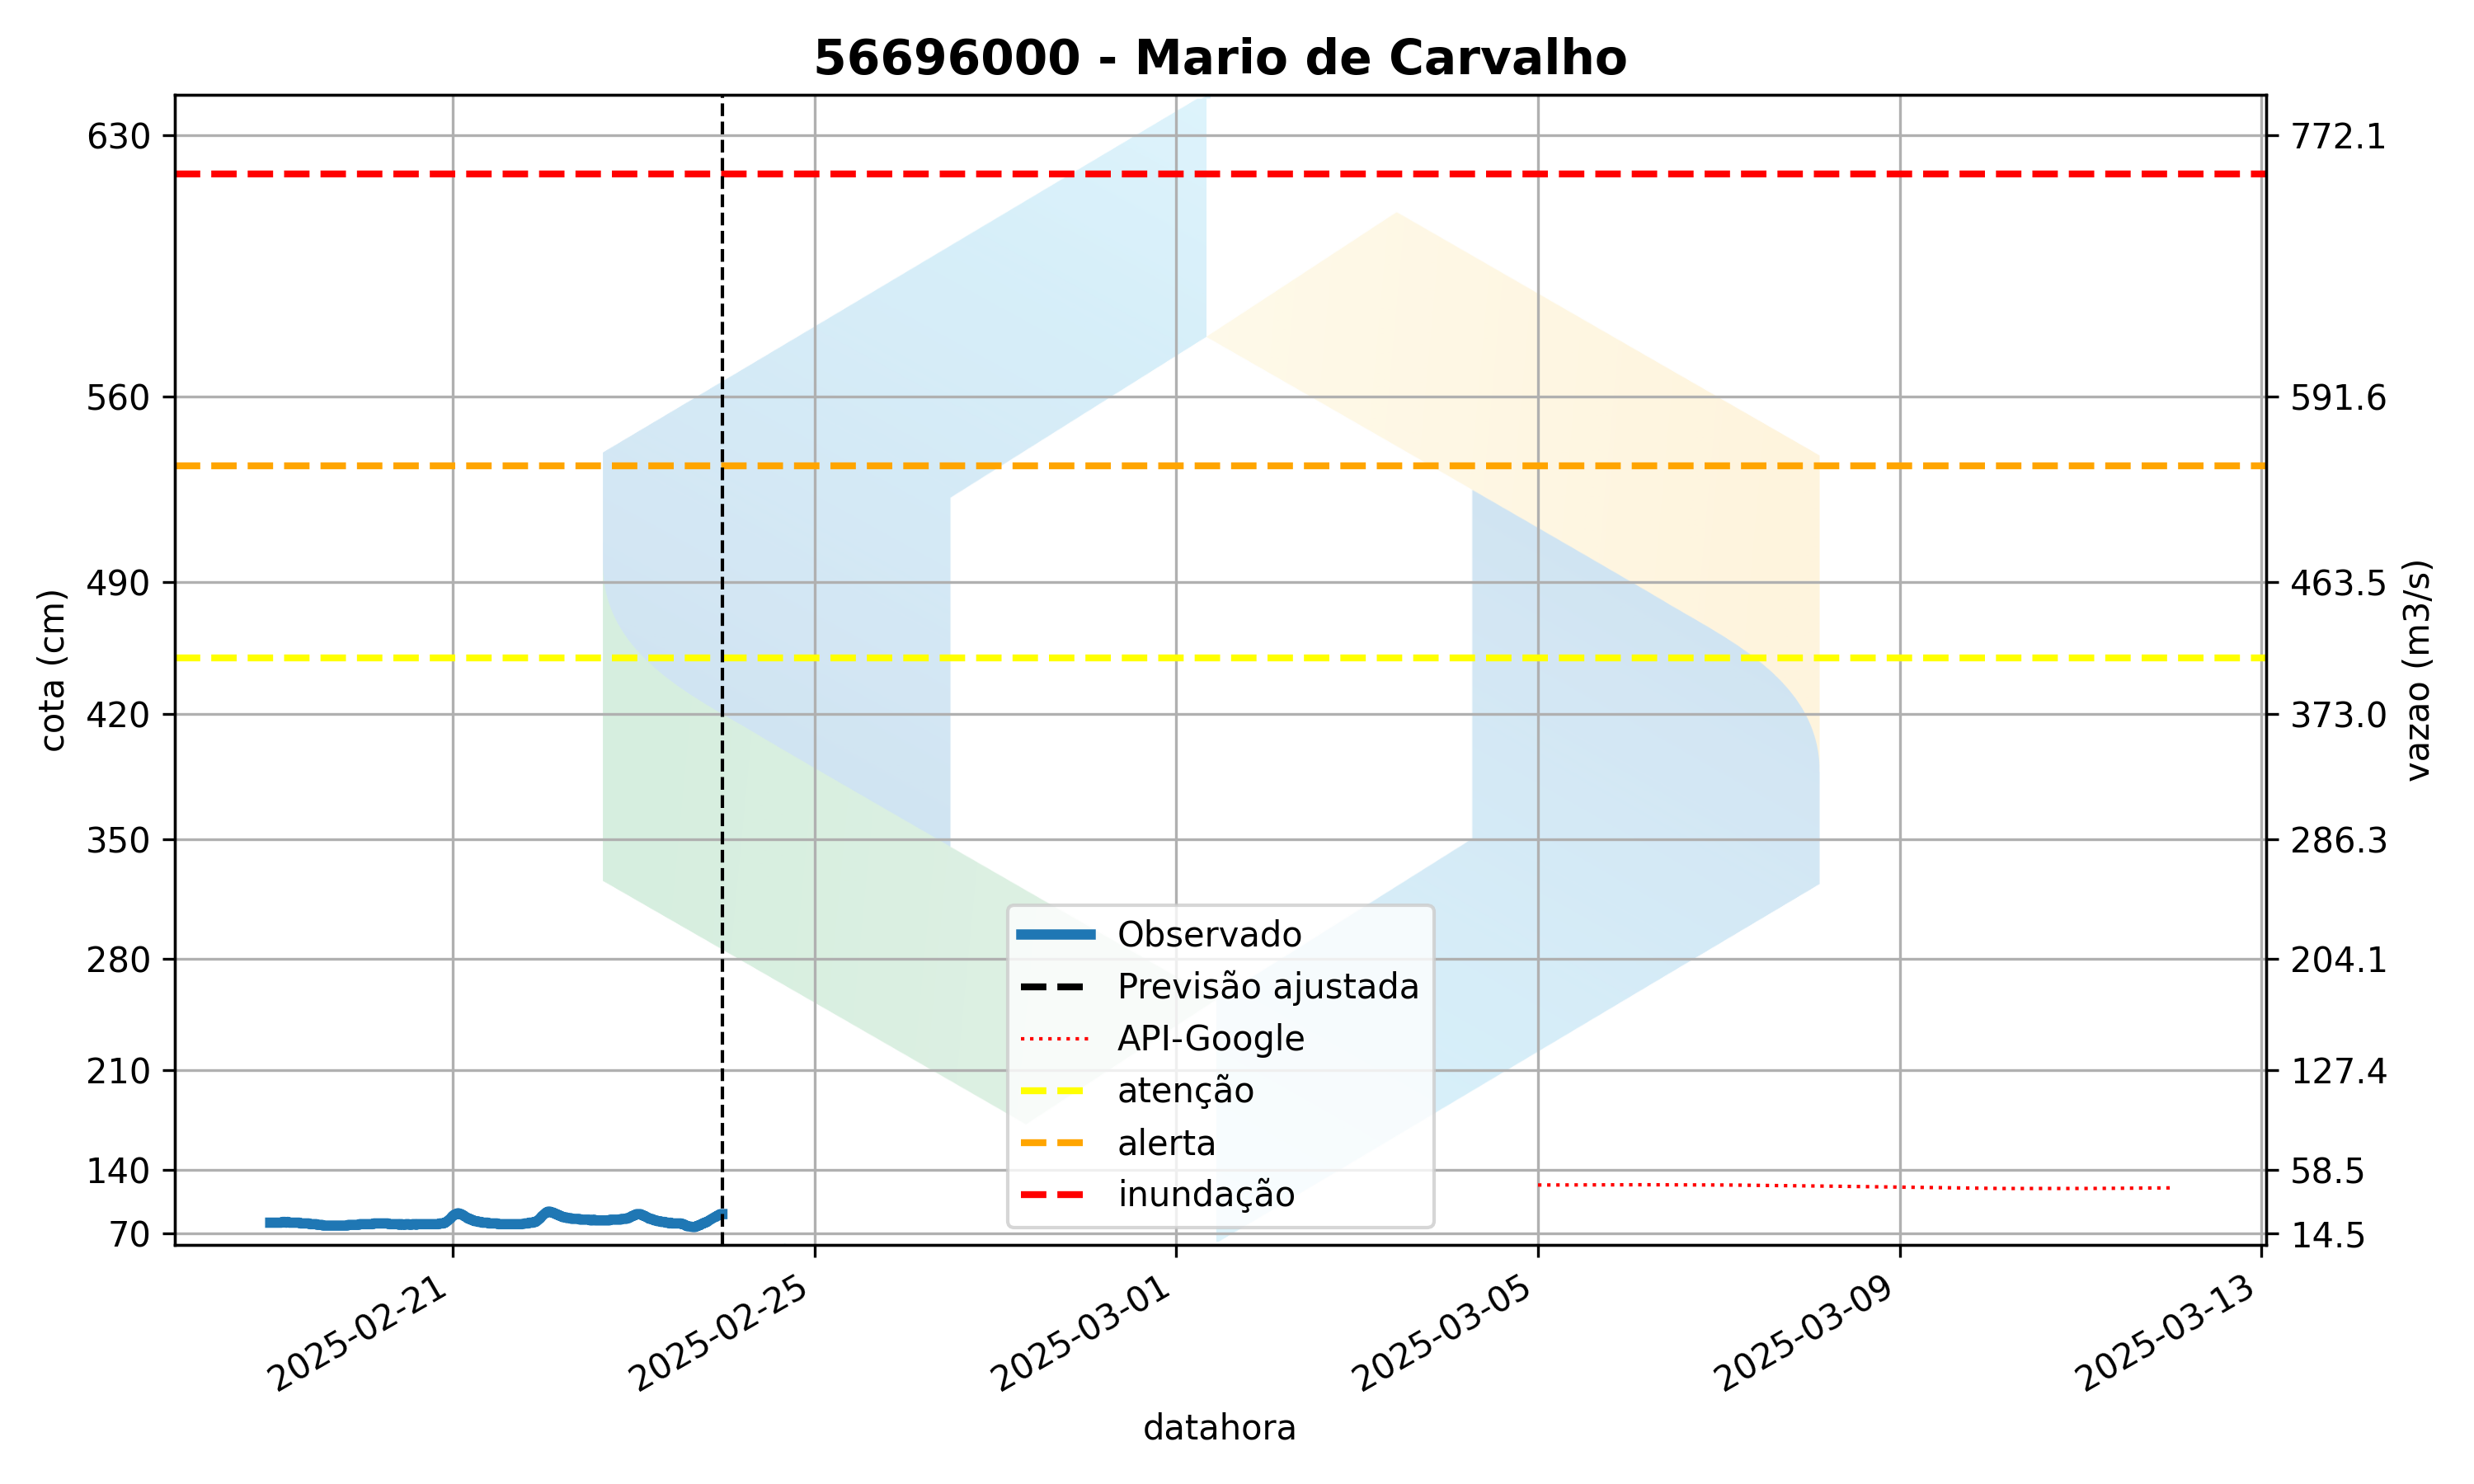 56696000 - Mario de Carvalho
630
560
490
420
350
280
210
140
70
cota (cm)
772.1
591.6
463.5
373.0
286.3
204.1
127.4
58.5
14.5
vazao (m3/s)
Observado
Previsão ajustada
API-Google
atenção
alerta
inundação
2025-02-21
2025-02-25
2025-03-01
2025-03-05
2025-03-09
2025-03-13
datahora